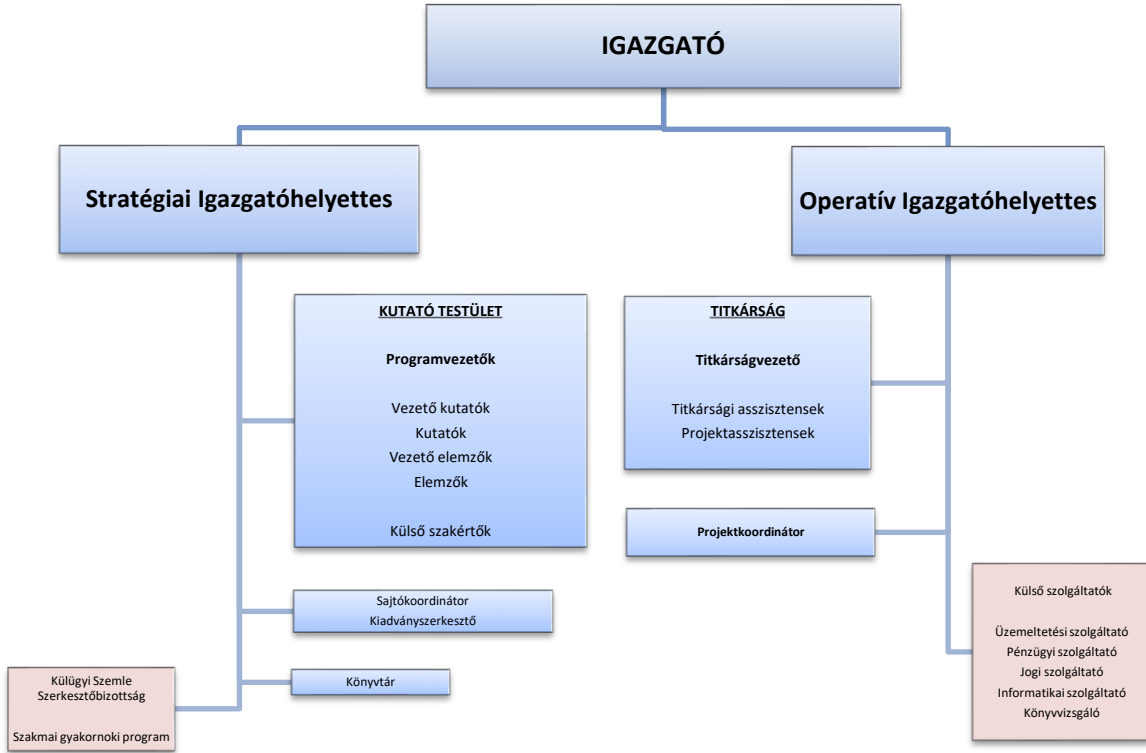 IGAZGATÓ
Stratégiai Igazgatóhelyettes
Operatív Igazgatóhelyettes
KUTATÓ TESTÜLET
Programvezetők
Vezető kutatók
Kutatók
Vezető elemzők
Elemzők
Külső szakértők
TITKÁRSÁG
Titkárságvezető
Titkársági asszisztensek
Projektasszisztensek
Projektkoordinátor
Sajtókoordinátor
Kiadványszerkesztő
Könyvtár
Külügyi Szemle
Szerkesztőbizottság
Szakmai gyakornoki program
Külső szolgáltatók
Üzemeltetési szolgáltató
Pénzügyi szolgáltató
Jogi szolgáltató
Informatikai szolgáltató
Könyvvizsgáló